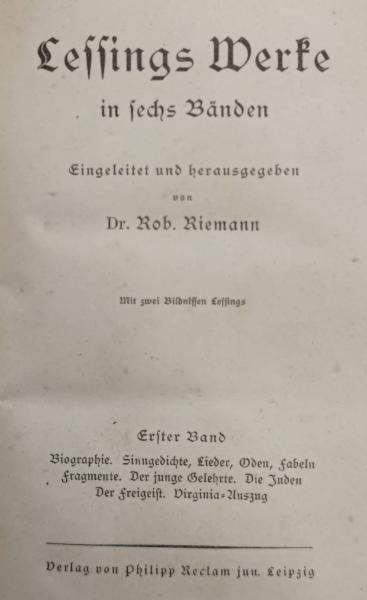 Leſſings Werke
in ſechs Bänden
Eingeleitet und herausgegeben
von
Dr. Rob. Riemann
Mit zwei Bildniſſen Leſſings
Erſter Band
Biographie. Sinngedichte, Lieder, Oden, Fabeln
Fragmente. Der junge Gelehrte. Die Juden
Der Freigeiſt. Virginia-Auszug
Verlag von Philipp Reclam jun. Leipzig